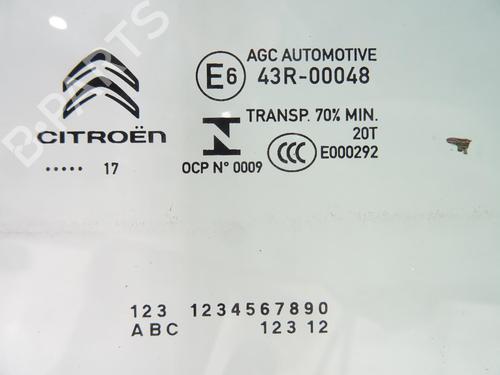 AGC AUTOMOTIVE
E6 43R-00048
CITROËN
TRANSP. 70% MIN.
20T
..... 17
OCP N° 0009 CCC E000292
123 1234567890
ABC 123 12
B-PARTS